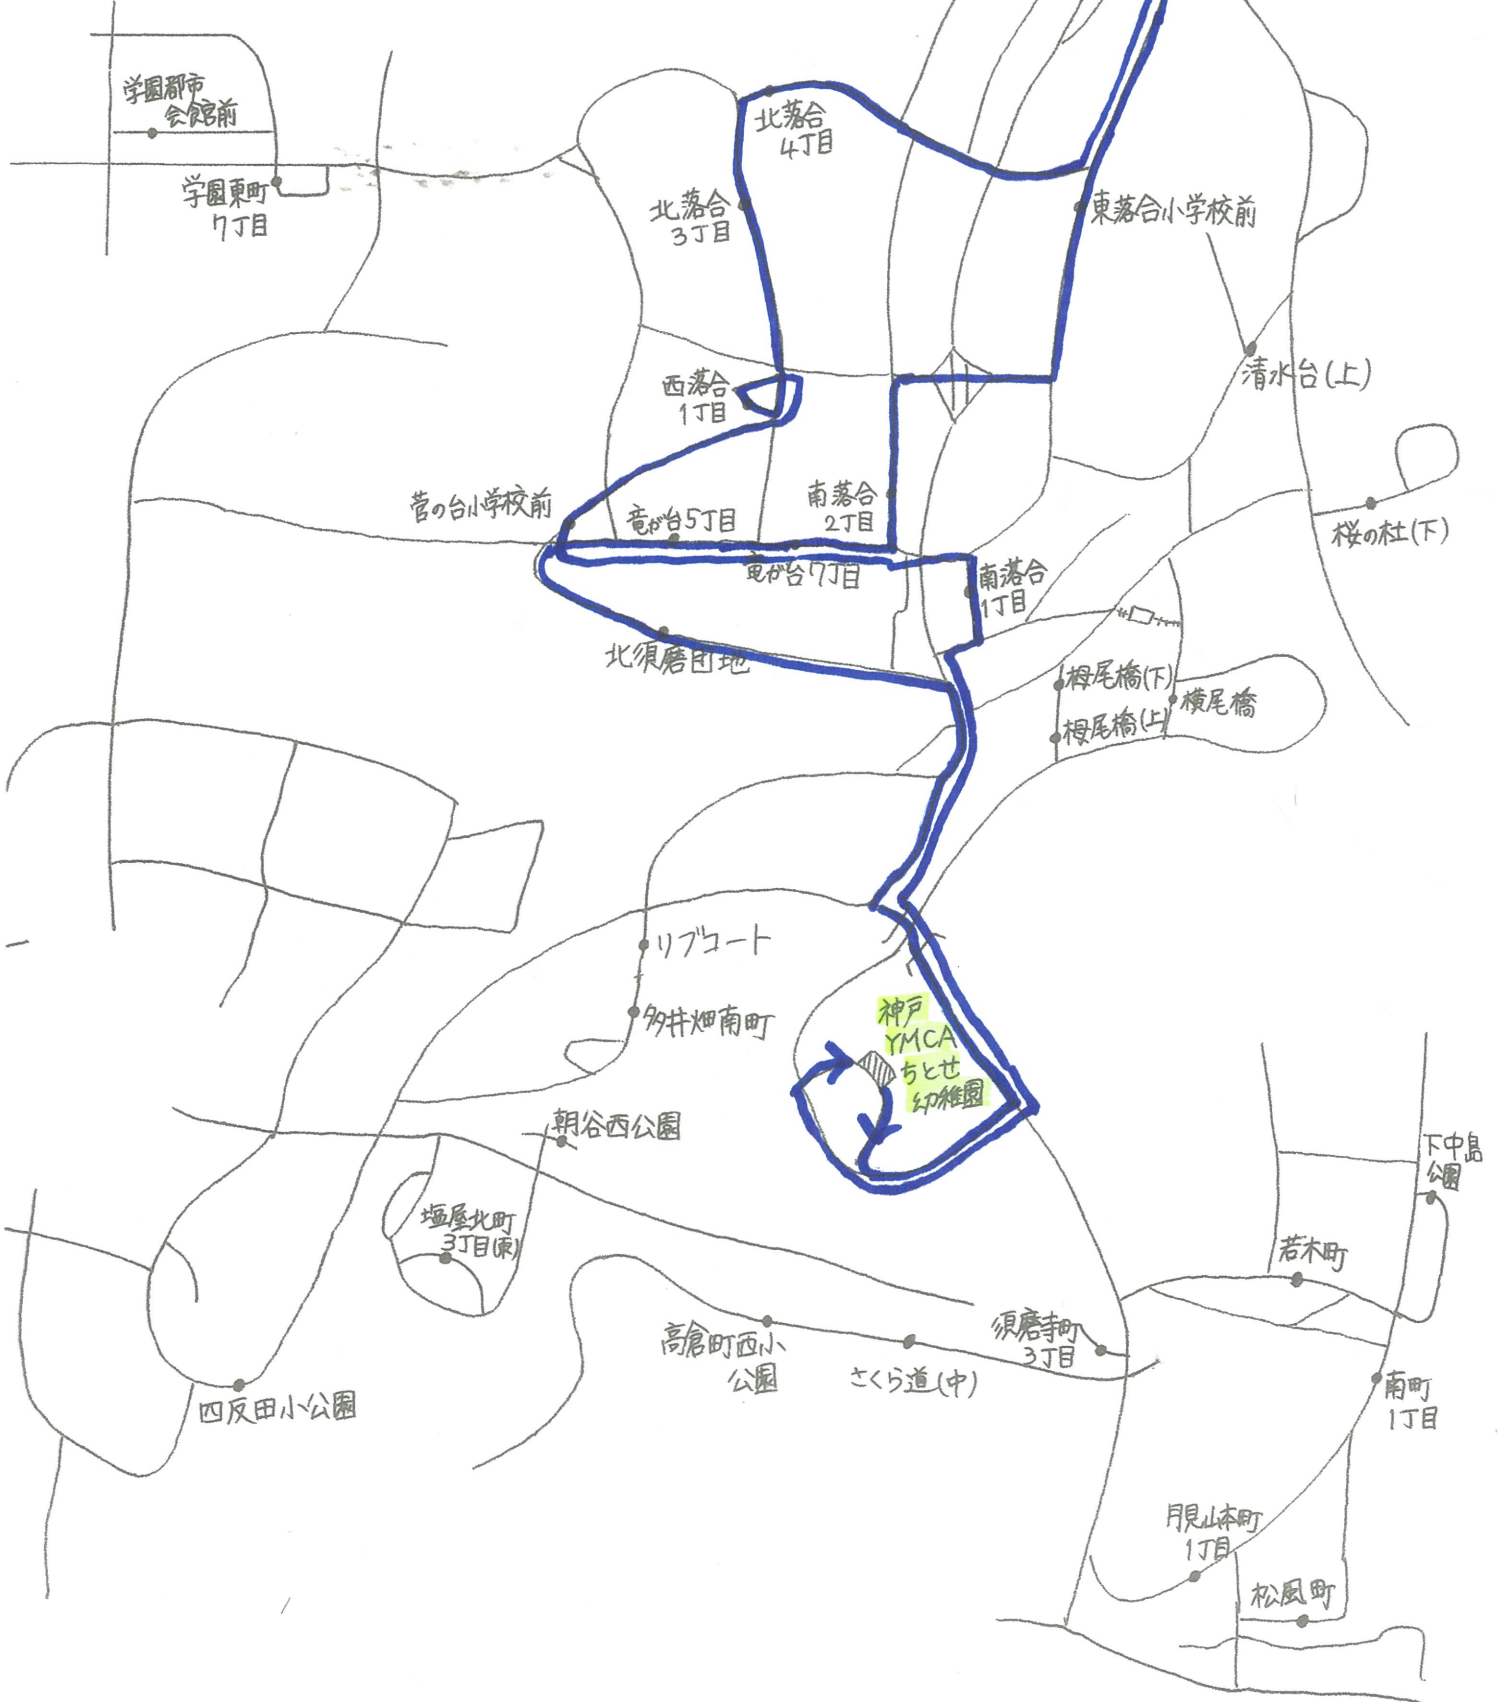 学園都市
会館前
学園東町
7丁目
北落合
4丁目
北落合
3丁目
東落合小学校前
西落合
1丁目
清水台(上)
菅の台小学校前
竜が台5丁目
南落合
2丁目
桜の杜(下)
竜が台7丁目
南落合
1丁目
北須磨団地
栂尾橋(下)
横尾橋
栂尾橋(上)
リブコート
多井畑南町
神戸
YMCA
ちとせ
幼稚園
朝谷西公園
下中島
公園
塩屋北町
3丁目(東)
若木町
須磨寺町
3丁目
高倉町西小
公園
さくら道(中)
南町
1丁目
四反田小公園
月見山本町
1丁目
松風町